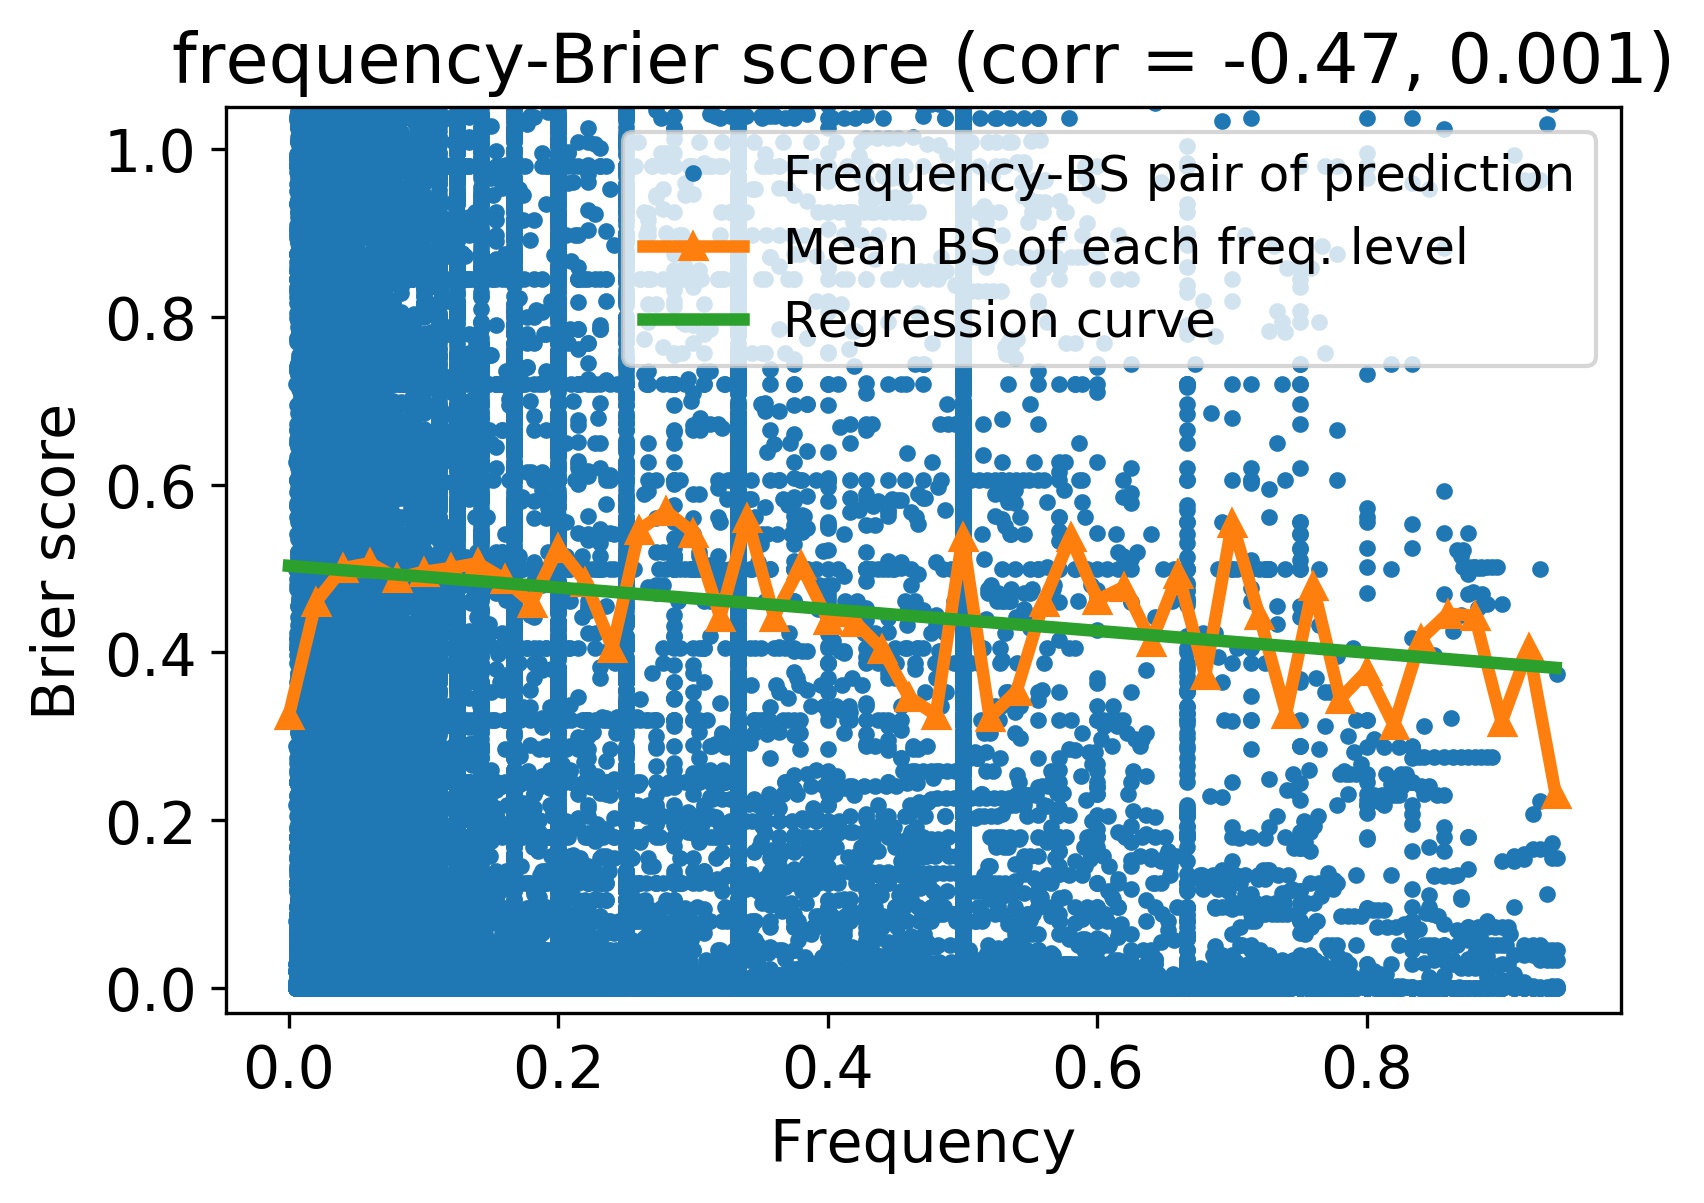 frequency-Brier score (corr = -0.47, 0.001)
Frequency-BS pair of prediction
Mean BS of each freq. level
Regression curve
Brier score
1.0
0.8
0.6
0.4
0.2
0.0
0.0 0.2 0.4 0.6 0.8
Frequency